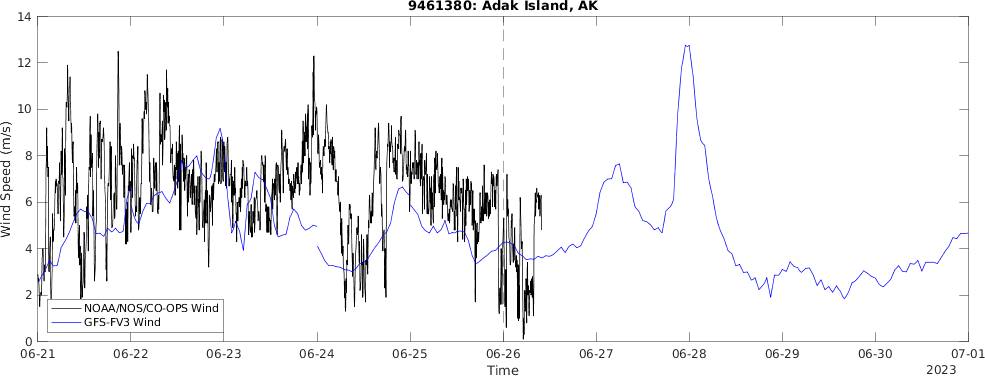 9461380: Adak Island, AK
Wind Speed (m/s)
14
12
10
8
6
4
2
0
NOAA/NOS/CO-OPS Wind
GFS-FV3 Wind
06-21 06-22 06-23 06-24 06-25 06-26 06-27 06-28 06-29 06-30 07-01
Time
2023